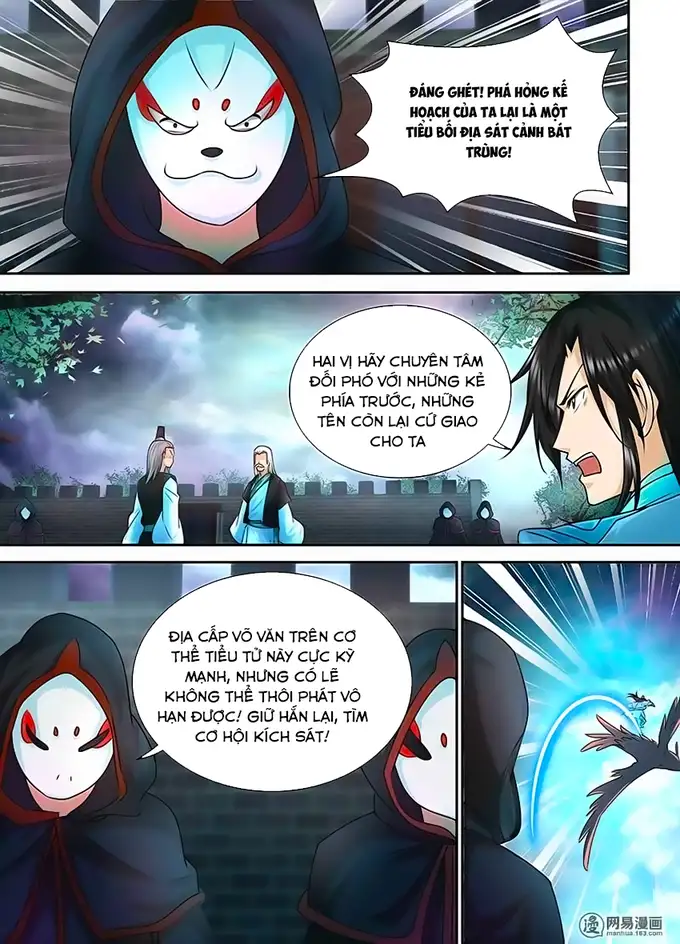 ĐÁNG GHÉT! PHÁ HỎNG KẾ
HOẠCH CỦA TA LẠI LÀ MỘT
TIỂU BỐI ĐỊA SÁT CẢNH BÁT
TRÙNG!
HAI VỊ HÃY CHUYÊN TÂM
ĐỐI PHÓ VỚI NHỮNG KẺ
PHÍA TRƯỚC, NHỮNG
TÊN CÒN LẠI CỨ GIAO
CHO TA
ĐỊA CẤP VÕ VĂN TRÊN CƠ
THỂ TIỂU TỬ NÀY CỰC KỲ
MẠNH, NHƯNG CÓ LẼ
KHÔNG THỂ THÔI PHÁT VÔ
HẠN ĐƯỢC! GIỮ HẮN LẠI, TÌM
CƠ HỘI KÍCH SÁT!
网易漫画
manhua.163.com